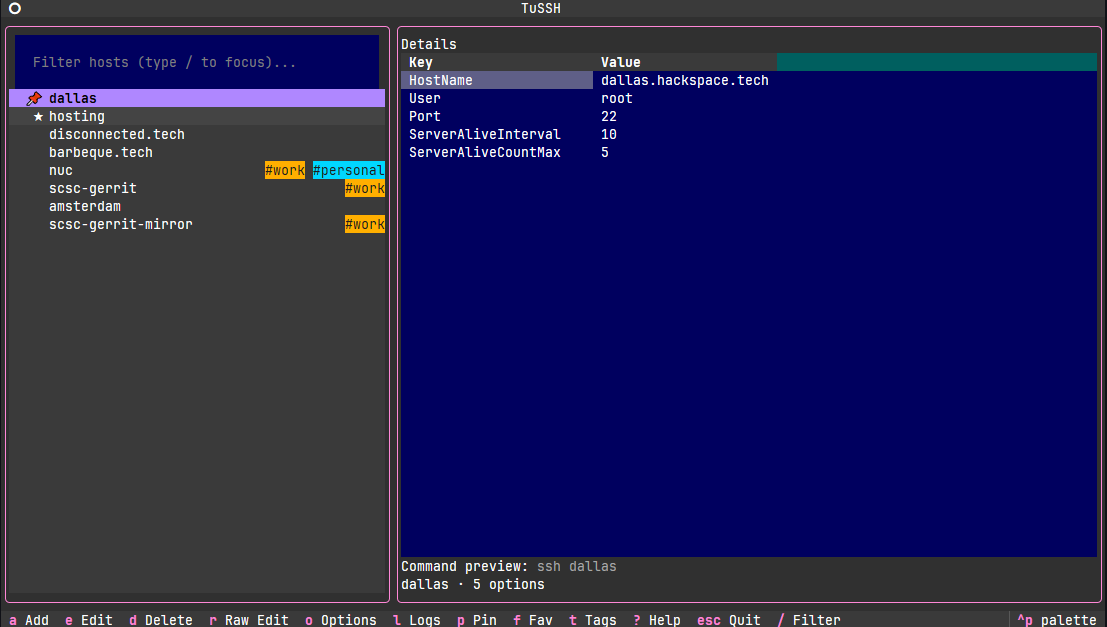 TuSSH
Filter hosts (type / to focus)...
dallas
★ hosting
disconnected.tech
barbeque.tech
nuc #work #personal
scsc-gerrit #work
amsterdam
scsc-gerrit-mirror #work
Details
Key Value
HostName dallas.hackspace.tech
User root
Port 22
ServerAliveInterval 10
ServerAliveCountMax 5
Command preview: ssh dallas
dallas · 5 options
a Add e Edit d Delete r Raw Edit o Options l Logs p Pin f Fav t Tags ? Help esc Quit / Filter ^p palette